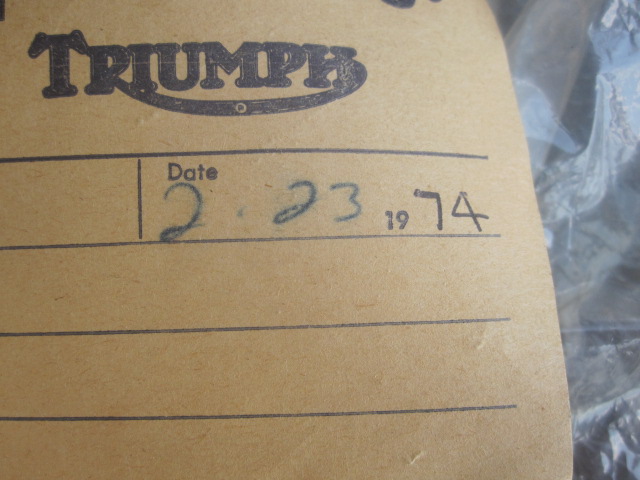 TRIUMPH
Date
2 . 23 1974